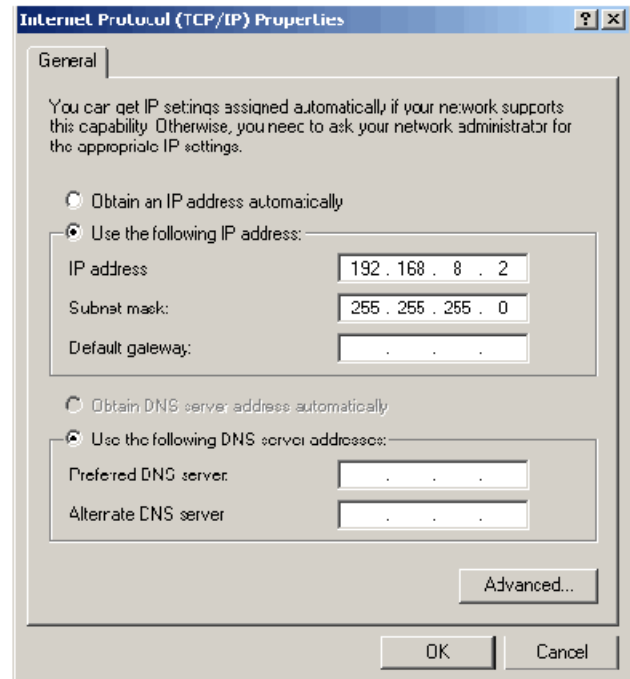 Internet Protocol (TCP/IP) Properties
General
You can get IP settings assigned automatically if your network supports
this capability. Otherwise, you need to ask your network administrator for
the appropriate IP settings.
Obtain an IP address automatically
Use the following IP address:
IP address 192 . 168 . 8 . 2
Subnet mask: 255 . 255 . 255 . 0
Default gateway: . . .
Obtain DNS server address automatically
Use the following DNS server addresses:
Preferred DNS server: . . .
Alternate DNS server . . .
Advanced...
OK Cancel